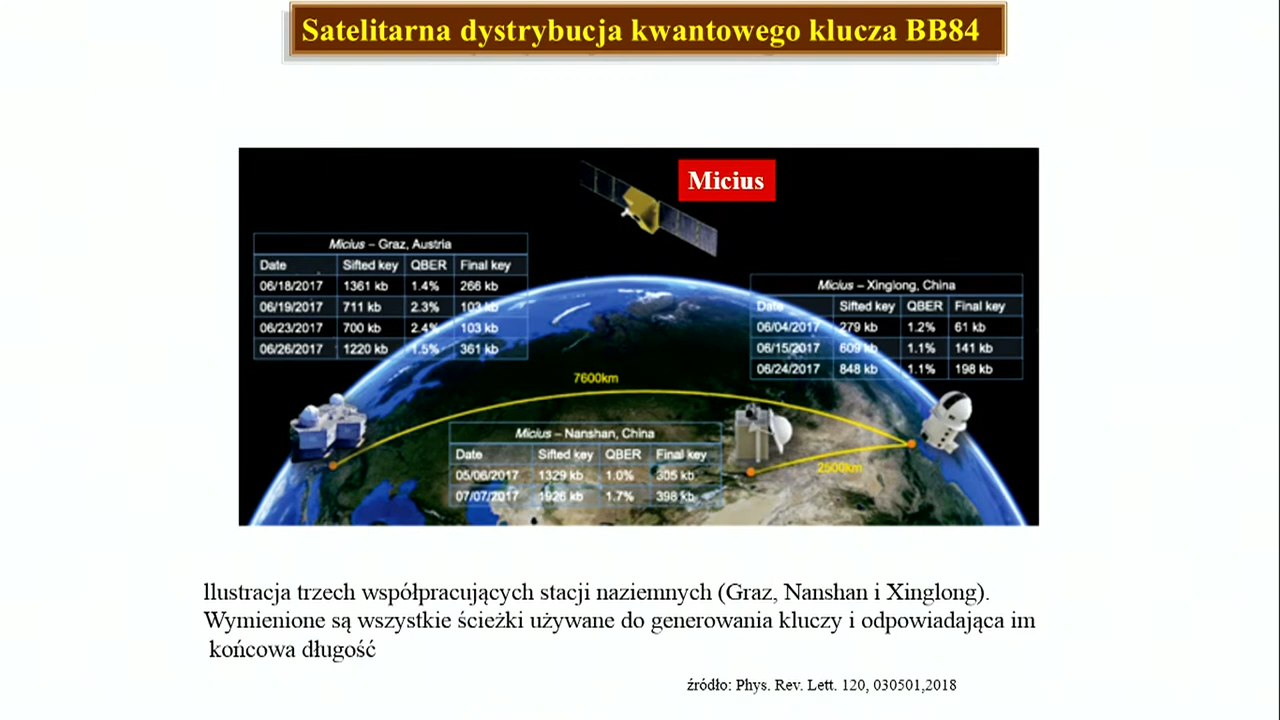 Satelitarna dystrybucja kwantowego klucza BB84
Micius
Micius – Graz, Austria
Date Sifted key QBER Final key
06/18/2017 1361 kb 1.4% 266 kb
06/19/2017 711 kb 2.3% 103 kb
06/23/2017 700 kb 2.4% 103 kb
06/26/2017 1220 kb 1.5% 361 kb
Micius – Xinglong, China
Date Sifted key QBER Final key
06/04/2017 279 kb 1.2% 61 kb
06/15/2017 609 kb 1.1% 141 kb
06/24/2017 848 kb 1.1% 198 kb
7600km
Micius – Nanshan, China
Date Sifted key QBER Final key
05/06/2017 1329 kb 1.0% 305 kb
07/07/2017 1926 kb 1.7% 398 kb
2500km
llustracja trzech współpracujących stacji naziemnych (Graz, Nanshan i Xinglong).
Wymienione są wszystkie ścieżki używane do generowania kluczy i odpowiadająca im
końcowa długość
źródło: Phys. Rev. Lett. 120, 030501,2018